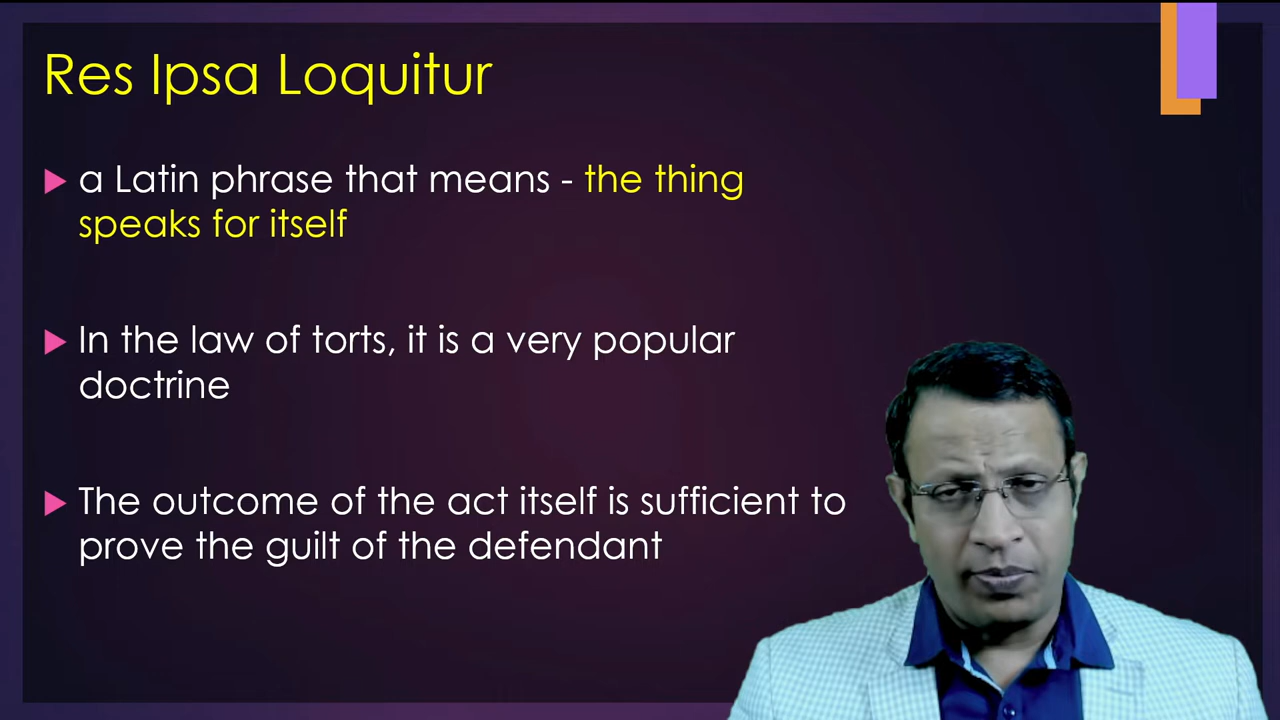 Res Ipsa Loquitur
a Latin phrase that means - the thing
speaks for itself
In the law of torts, it is a very popular
doctrine
The outcome of the act itself is sufficient to
prove the guilt of the defendant